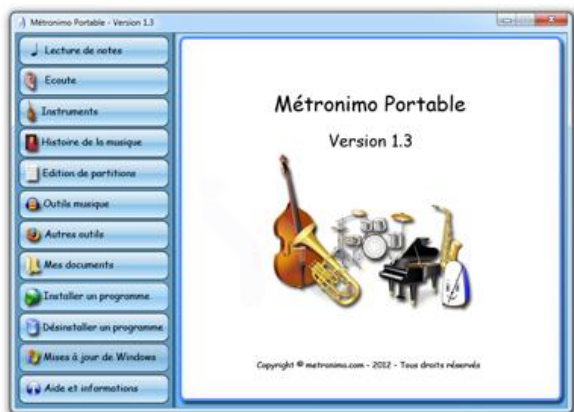 Métronimo Portable - Version 1.3
Lecture de notes
Ecoute
Instruments
Histoire de la musique
Edition de partitions
Outils musique
Autres outils
Mes documents
Installer un programme
Désinstaller un programme
Mises à jour de Windows
Aide et informations
Métronimo Portable
Version 1.3
Copyright © metronimo.com - 2012 - Tous droits réservés